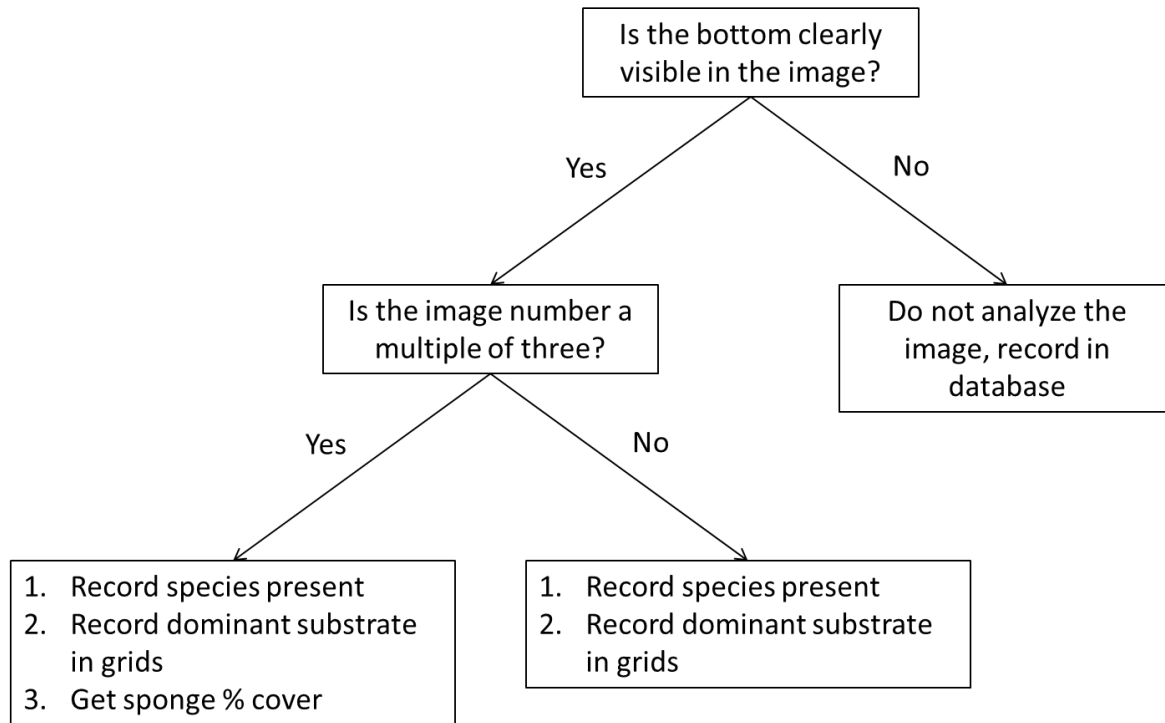 Is the bottom clearly
visible in the image?
Yes
No
Is the image number a
multiple of three?
Do not analyze the
image, record in
database
Yes
No
1. Record species present
2. Record dominant substrate
in grids
3. Get sponge % cover
1. Record species present
2. Record dominant substrate
in grids